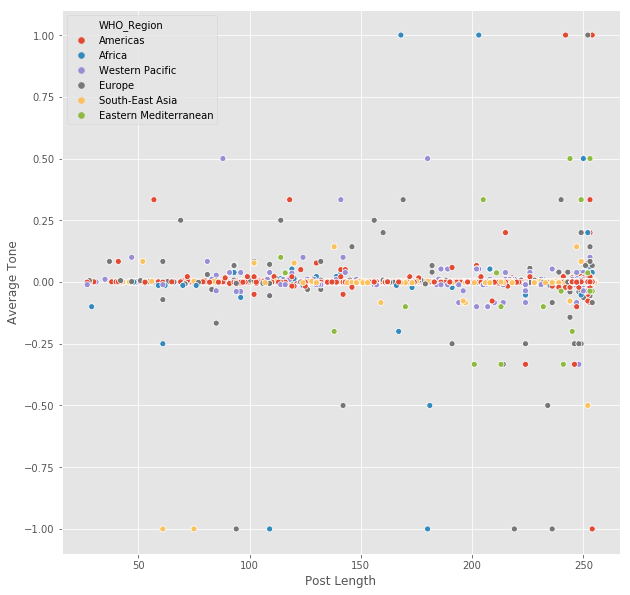 WHO_Region
Americas
Africa
Western Pacific
Europe
South-East Asia
Eastern Mediterranean
1.00
0.75
0.50
0.25
0.00
−0.25
−0.50
−0.75
−1.00
Average Tone
50 100 150 200 250
Post Length